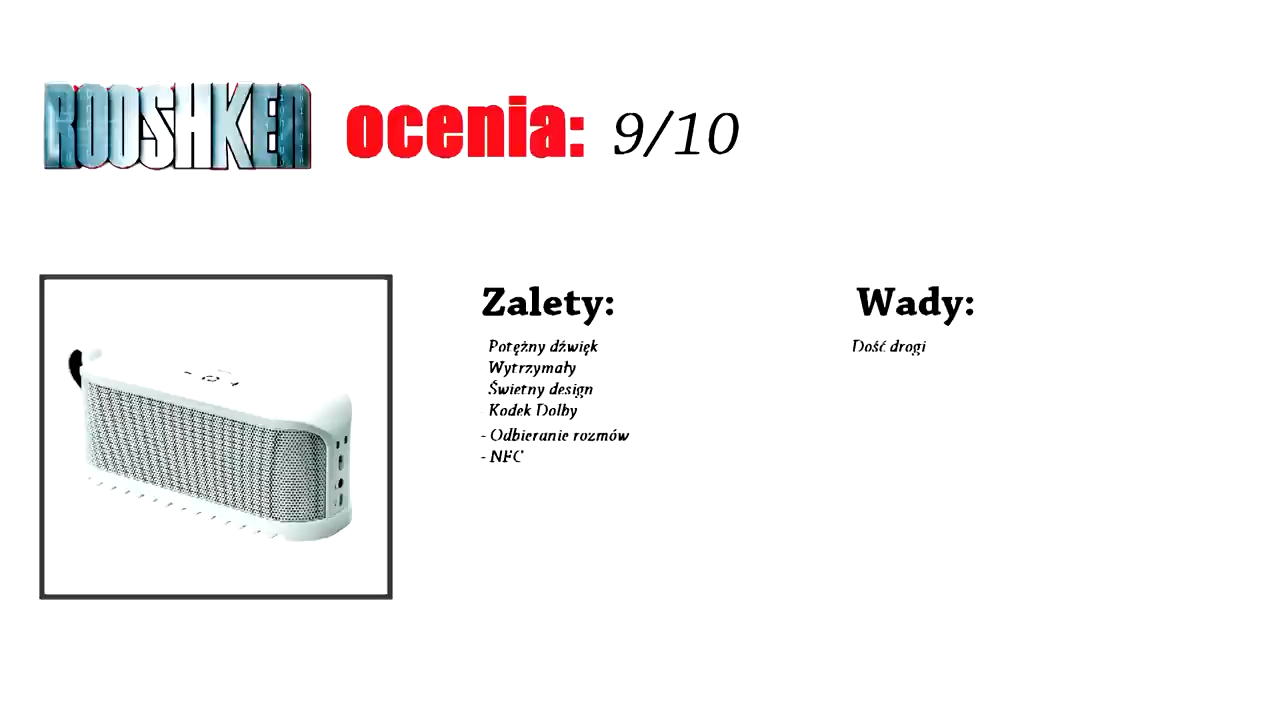 ROOSHKEN ocenia: 9/10
Zalety:
Potężny dźwięk
Wytrzymały
Świetny design
- Kodek Dolby
- Odbieranie rozmów
- NFC
Wady:
Dość drogi